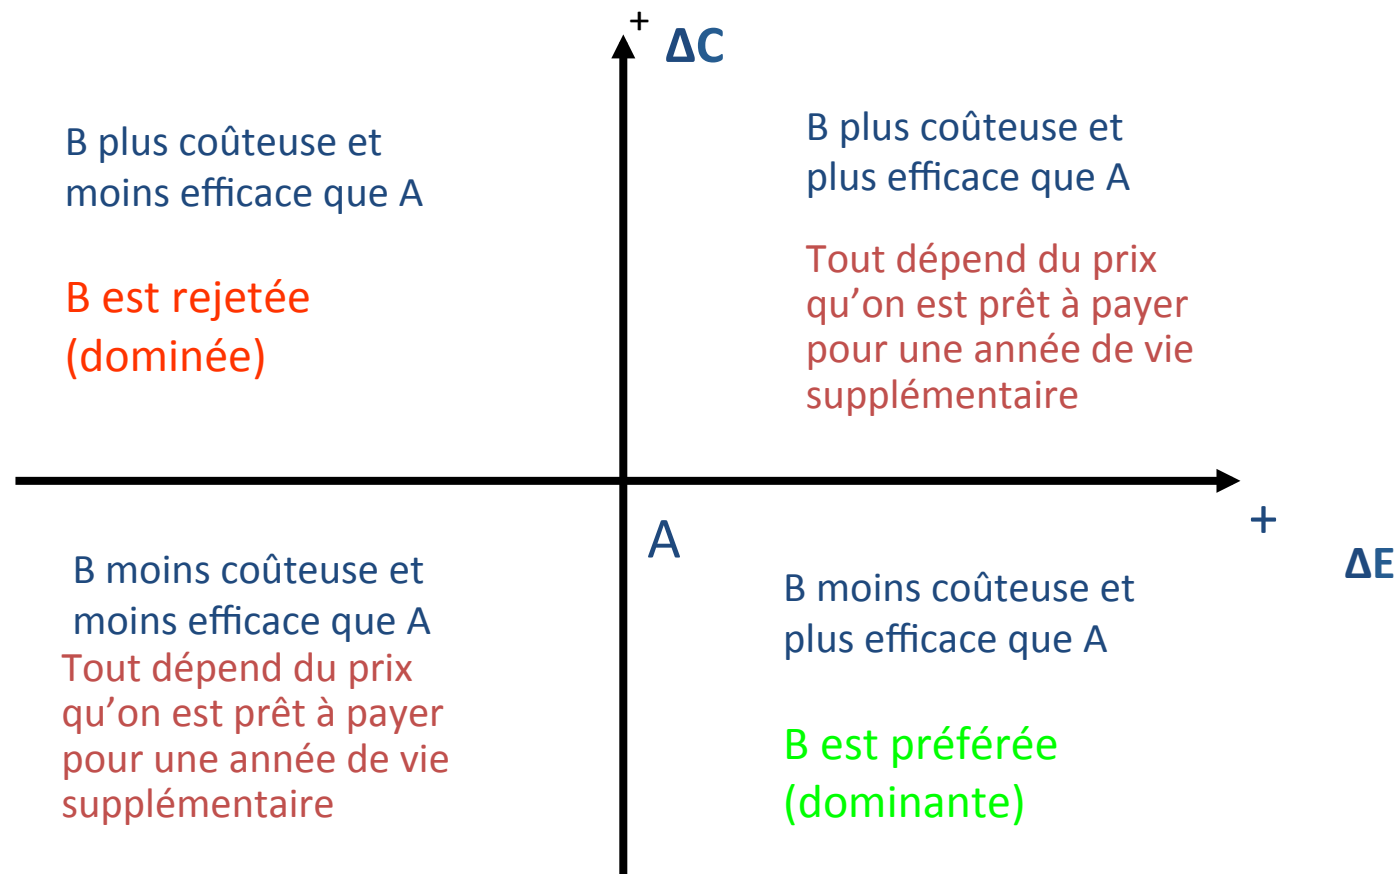 +
ΔC
B plus coûteuse et
moins efficace que A
B est rejetée
(dominée)
B plus coûteuse et
plus efficace que A
Tout dépend du prix
qu’on est prêt à payer
pour une année de vie
supplémentaire
A
+
ΔE
B moins coûteuse et
moins efficace que A
Tout dépend du prix
qu’on est prêt à payer
pour une année de vie
supplémentaire
B moins coûteuse et
plus efficace que A
B est préférée
(dominante)